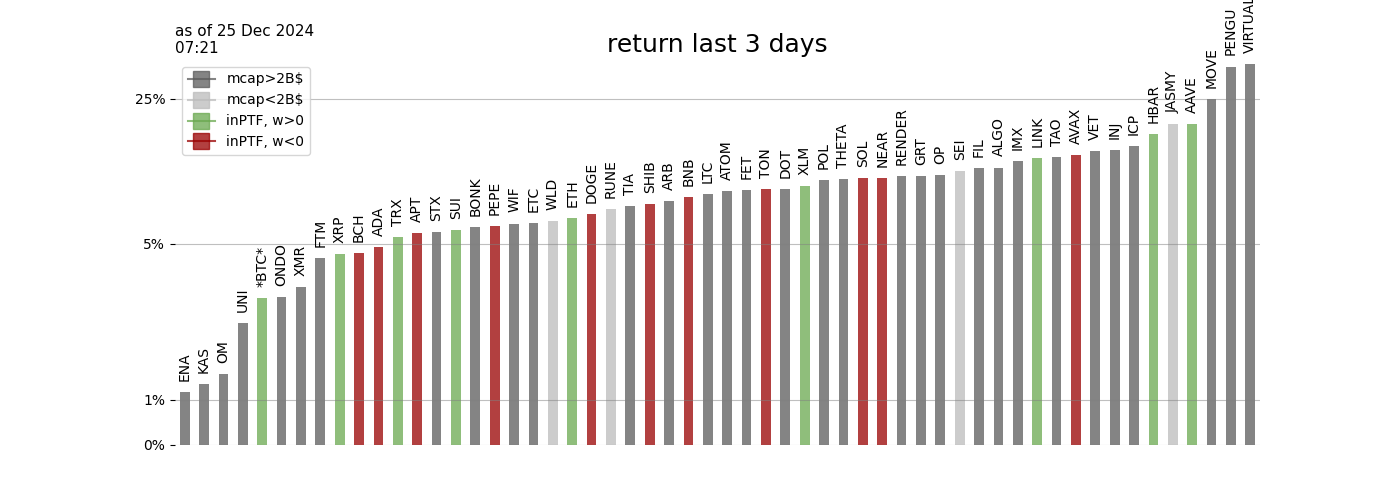 as of 25 Dec 2024
07:21
return last 3 days
mcap>2B$
mcap<2B$
inPTF, w>0
inPTF, w<0
25%
5%
1%
0%
ENA
KAS
OM
UNI
*BTC*
ONDO
XMR
FTM
XRP
BCH
ADA
TRX
APT
STX
SUI
BONK
PEPE
WIF
ETC
WLD
ETH
DOGE
RUNE
TIA
SHIB
ARB
BNB
LTC
ATOM
FET
TON
DOT
XLM
POL
THETA
SOL
NEAR
RENDER
GRT
OP
SEI
FIL
ALGO
IMX
LINK
TAO
AVAX
VET
INJ
ICP
HBAR
JASMY
AAVE
MOVE
PENGU
VIRTUAL